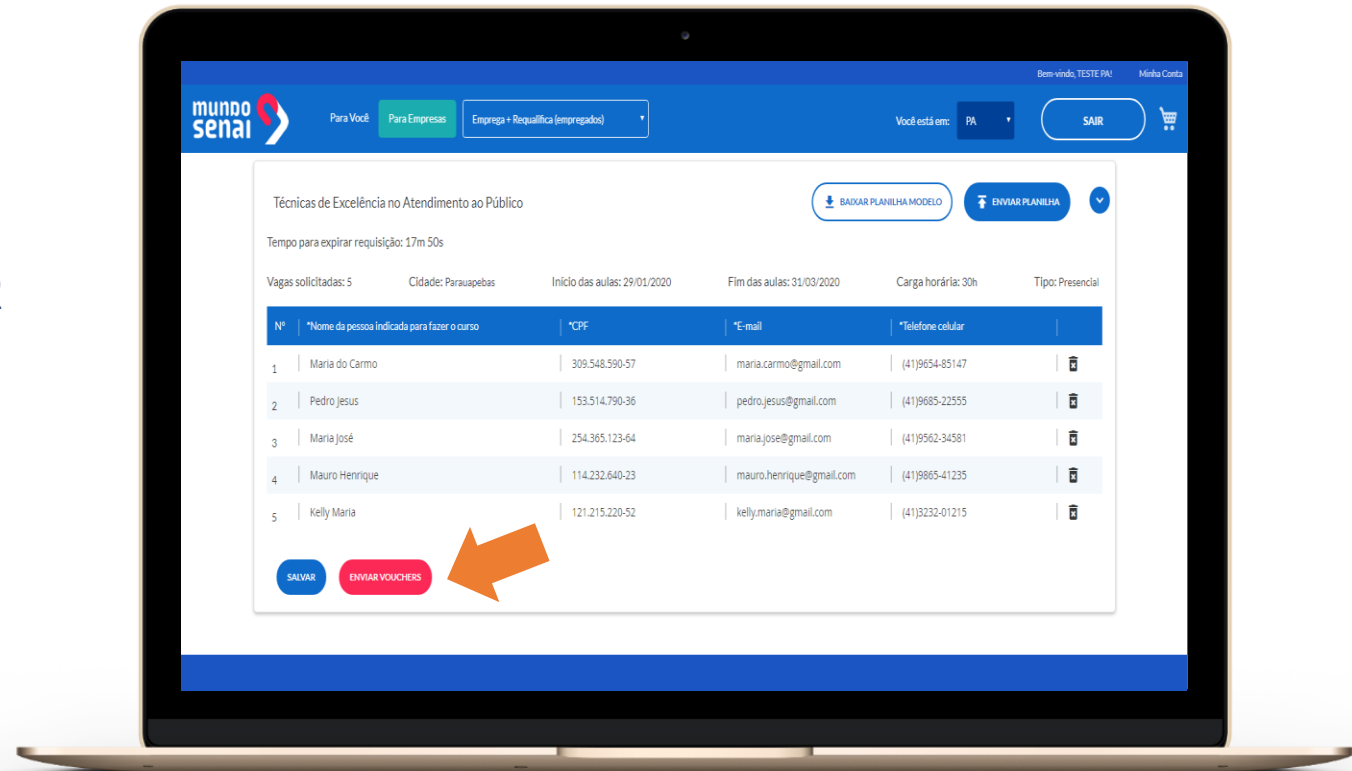 Bem-vindo, TESTE PA! Minha Conta
mundo
senai
Para Você Para Empresas Emprega + Requalifica (empregados) Você está em: PA SAIR
Técnicas de Excelência no Atendimento ao Público BAIXAR PLANILHA MODELO ENVIAR PLANILHA
Tempo para expirar requisição: 17m 50s
Vagas solicitadas: 5 Cidade: Parauapebas Início das aulas: 29/01/2020 Fim das aulas: 31/03/2020 Carga horária: 30h Tipo: Presencial
Nº *Nome da pessoa indicada para fazer o curso *CPF *E-mail *Telefone celular
1 Maria do Carmo 309.548.590-57 maria.carmo@gmail.com (41)9654-85147
2 Pedro Jesus 153.514.790-36 pedro.jesus@gmail.com (41)9685-22555
3 Maria José 254.365.123-64 maria.jose@gmail.com (41)9562-34581
4 Mauro Henrique 114.232.640-23 mauro.henrique@gmail.com (41)9865-41235
5 Kelly Maria 121.215.220-52 kelly.maria@gmail.com (41)3232-01215
SALVAR ENVIAR VOUCHERS